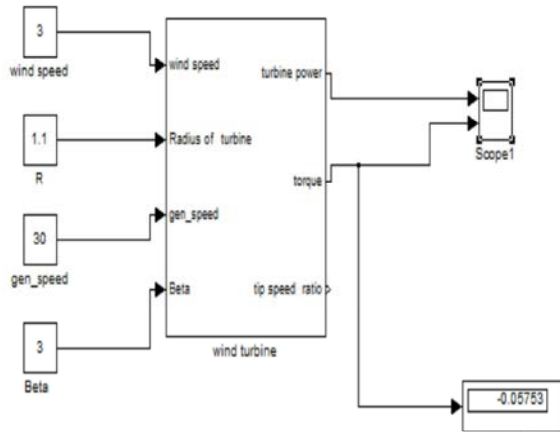 3
wind speed
1.1
R
30
gen_speed
3
Beta
wind speed
Radius of turbine
gen_speed
Beta
turbine power
torque
tip speed ratio
wind turbine
Scope1
-0.05753